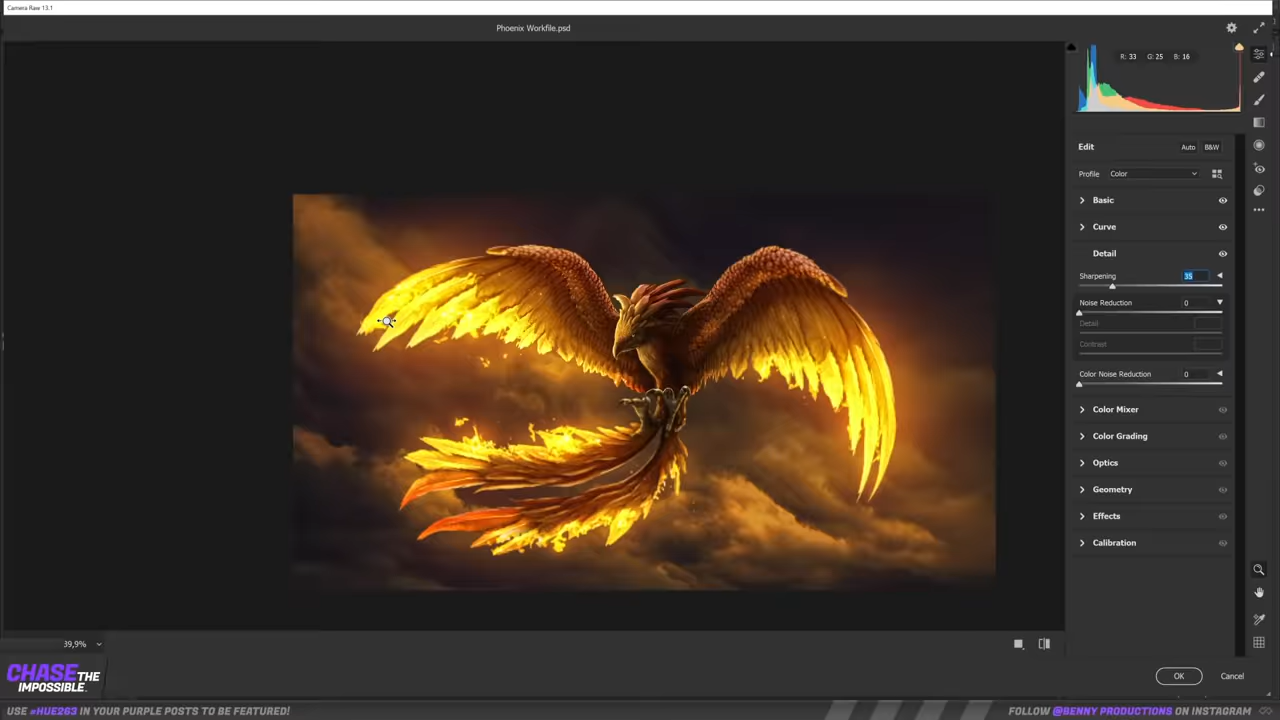 Camera Raw 13.1
Phoenix Workfile.psd
R: 33 G: 25 B: 16
Edit Auto B&W
Profile Color
Basic
Curve
Detail
Sharpening 35
Noise Reduction 0
Detail
Contrast
Color Noise Reduction 0
Color Mixer
Color Grading
Optics
Geometry
Effects
Calibration
39,9%
OK Cancel
CHASE THE
IMPOSSIBLE.
USE #HUE263 IN YOUR PURPLE POSTS TO BE FEATURED!
FOLLOW @BENNY PRODUCTIONS ON INSTAGRAM